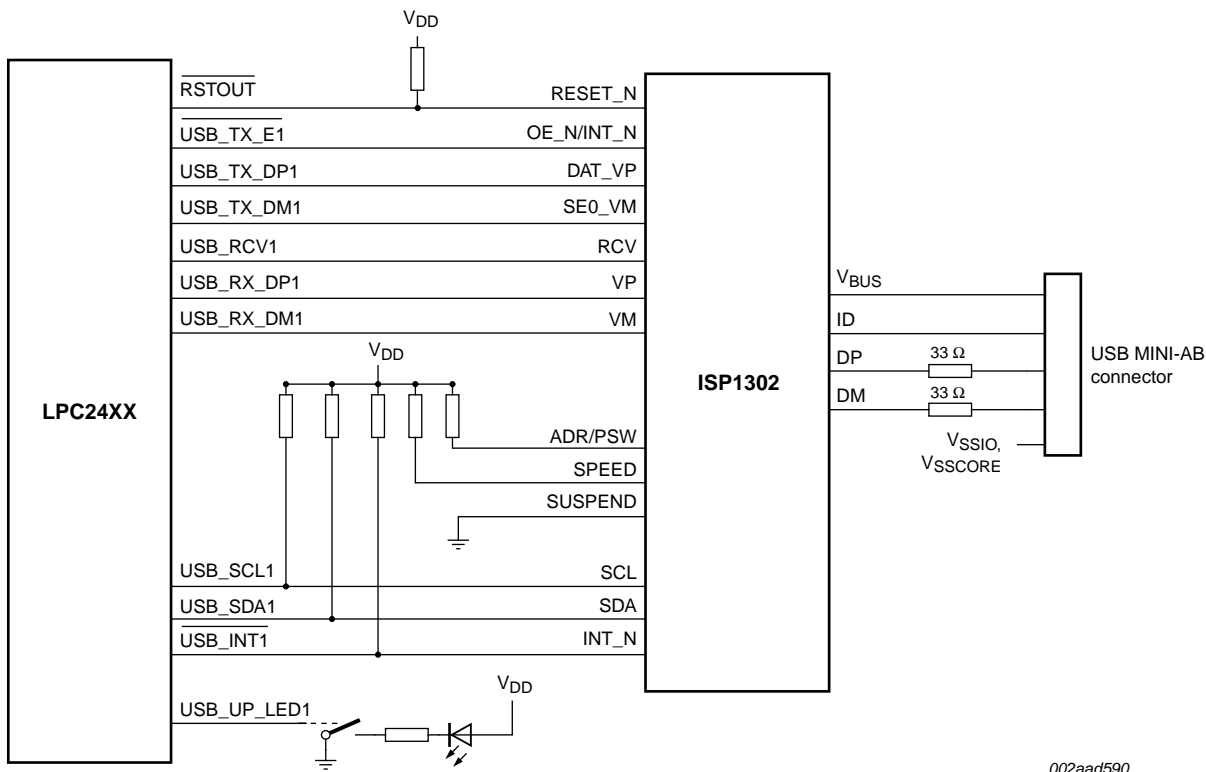 VDD
RSTOUT RESET_N
USB_TX_E1 OE_N/INT_N
USB_TX_DP1 DAT_VP
USB_TX_DM1 SE0_VM
USB_RCV1 RCV
USB_RX_DP1 VP
USB_RX_DM1 VM
VDD
LPC24XX
ISP1302
ADR/PSW
SPEED
SUSPEND
USB_SCL1 SCL
USB_SDA1 SDA
USB_INT1 INT_N
USB_UP_LED1
VDD
VBUS
ID
DP 33 Ω
DM 33 Ω
VSSIO,
VSSCORE
USB MINI-AB
connector
002aad590